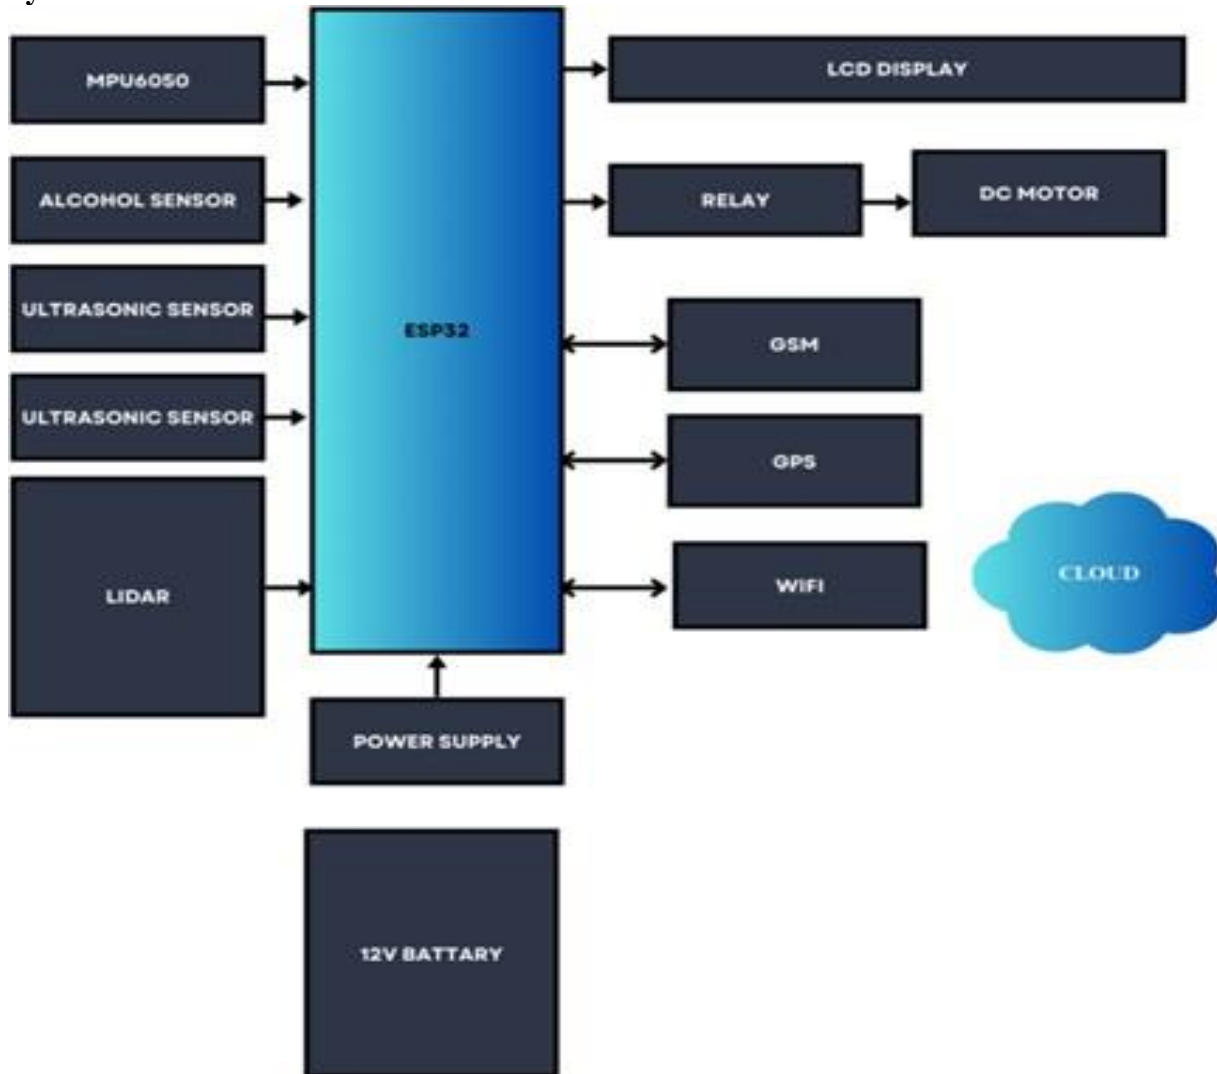 MPU6050
LCD DISPLAY
ALCOHOL SENSOR
RELAY
DC MOTOR
ULTRASONIC SENSOR
ESP32
GSM
ULTRASONIC SENSOR
GPS
LIDAR
WIFI
CLOUD
POWER SUPPLY
12V BATTARY